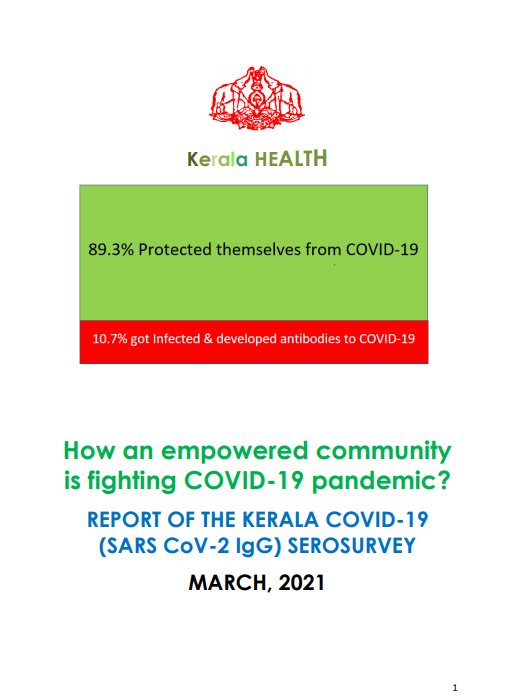 Kerala HEALTH
89.3% Protected themselves from COVID-19
10.7% got Infected & developed antibodies to COVID-19
How an empowered community
is fighting COVID-19 pandemic?
REPORT OF THE KERALA COVID-19
(SARS CoV-2 IgG) SEROSURVEY
MARCH, 2021
1